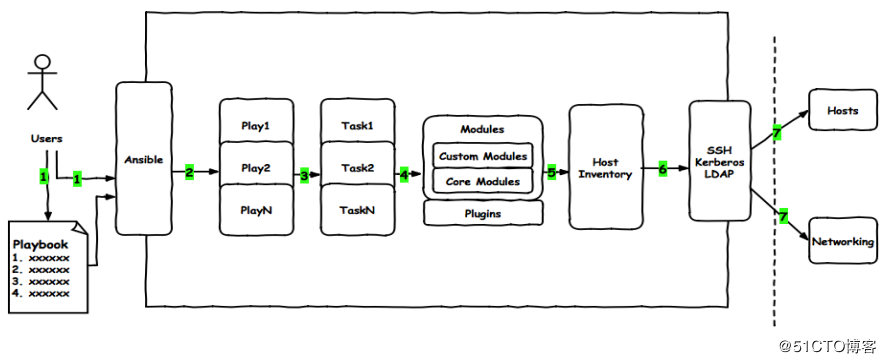 Users
1
1
Playbook
1. xxxxxx
2. xxxxxx
3. xxxxxx
4. xxxxxx
Ansible
2
Play1
Play2
PlayN
3
Task1
Task2
TaskN
4
Modules
Custom Modules
Core Modules
Plugins
5
Host
Inventory
6
SSH
Kerberos
LDAP
7
7
Hosts
Networking
@51CTO博客